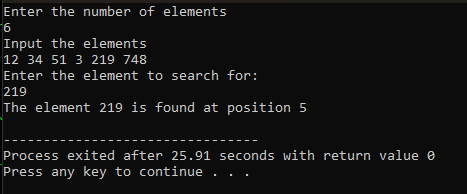 Enter the number of elements
6
Input the elements
12 34 51 3 219 748
Enter the element to search for:
219
The element 219 is found at position 5
--------------------------------
Process exited after 25.91 seconds with return value 0
Press any key to continue . . .